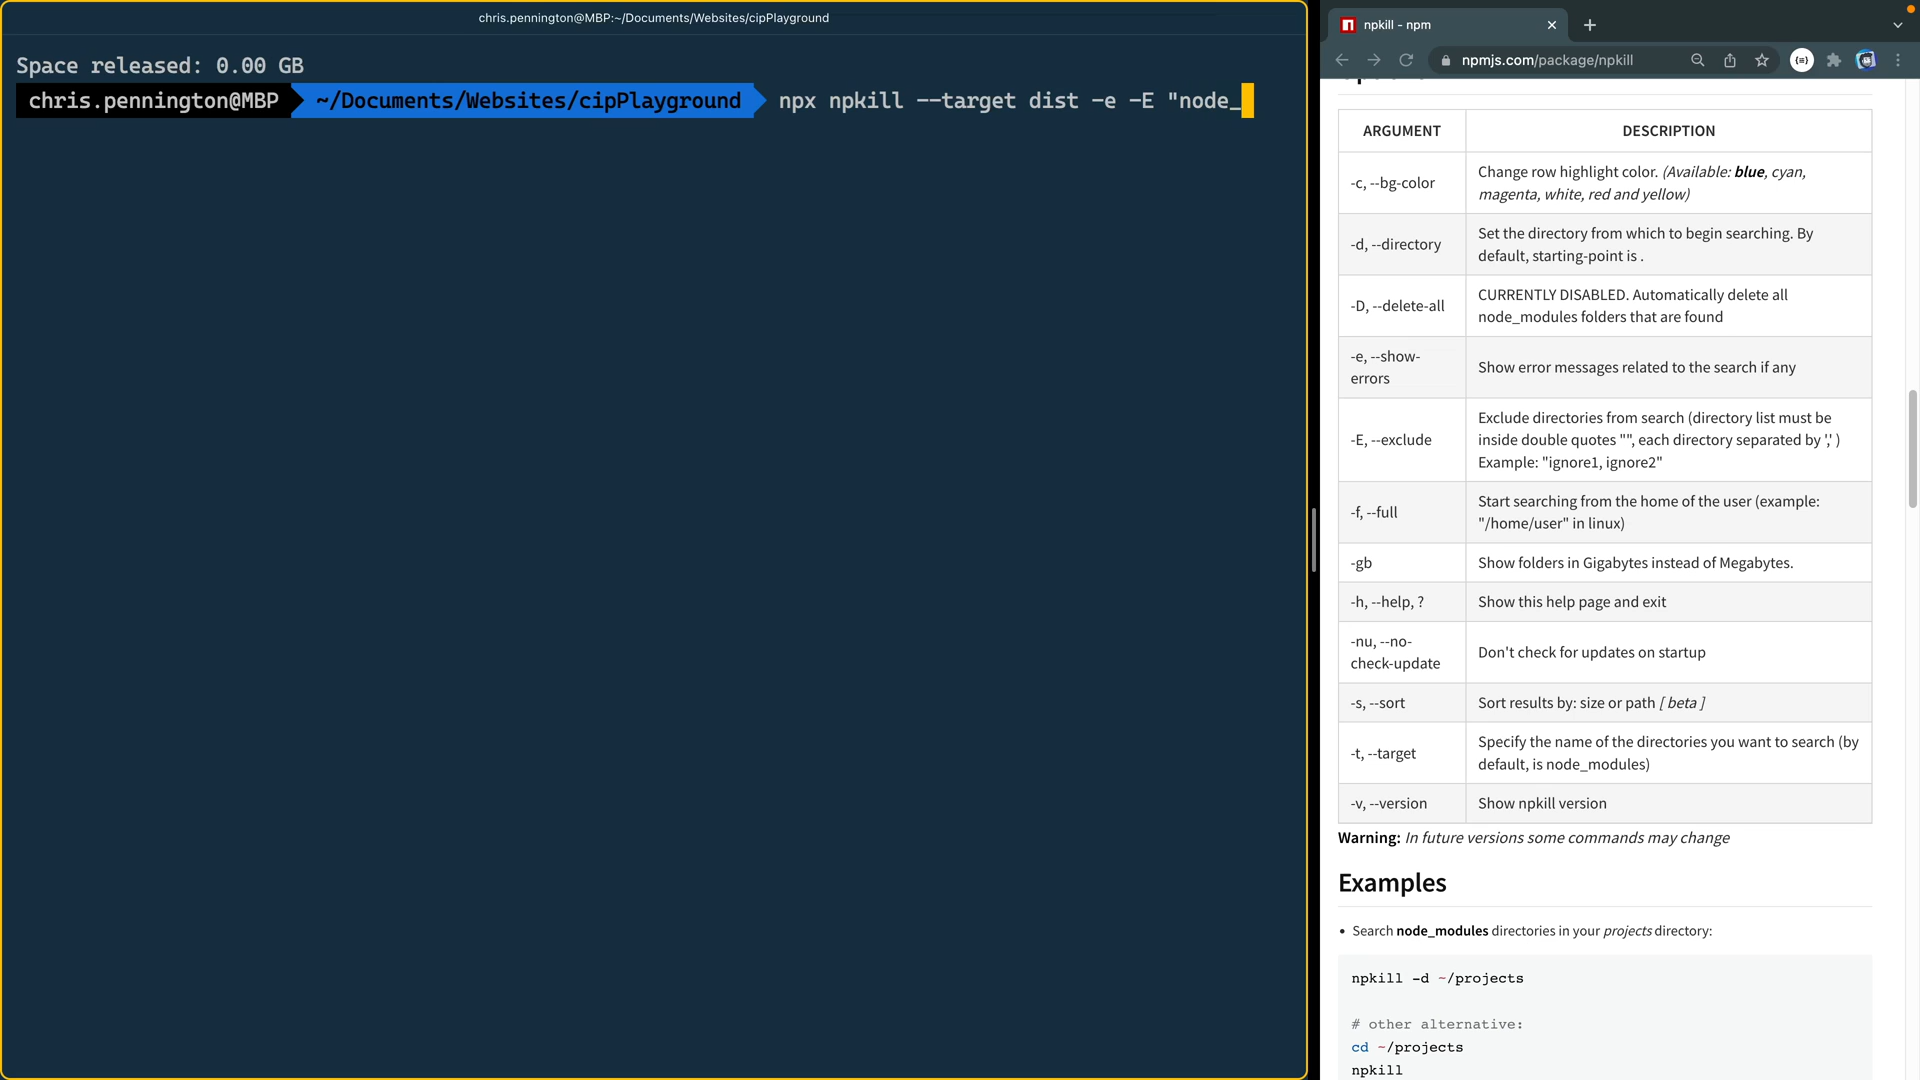 chris.pennington@MBP:~/Documents/Websites/cipPlayground
Space released: 0.00 GB
chris.pennington@MBP ~/Documents/Websites/cipPlayground npx npkill --target dist -e -E "node_
npkill - npm
npmjs.com/package/npkill
ARGUMENT DESCRIPTION
-c, --bg-color
Change row highlight color. (Available: blue, cyan,
magenta, white, red and yellow)
-d, --directory
Set the directory from which to begin searching. By
default, starting-point is .
-D, --delete-all
CURRENTLY DISABLED. Automatically delete all
node_modules folders that are found
-e, --show-
errors
Show error messages related to the search if any
-E, --exclude
Exclude directories from search (directory list must be
inside double quotes "", each directory separated by ',' )
Example: "ignore1, ignore2"
-f, --full
Start searching from the home of the user (example:
"/home/user" in linux)
-gb
Show folders in Gigabytes instead of Megabytes.
-h, --help, ?
Show this help page and exit
-nu, --no-
check-update
Don't check for updates on startup
-s, --sort
Sort results by: size or path [ beta ]
-t, --target
Specify the name of the directories you want to search (by
default, is node_modules)
-v, --version
Show npkill version
Warning: In future versions some commands may change
Examples
• Search node_modules directories in your projects directory:
npkill -d ~/projects
# other alternative:
cd ~/projects
npkill